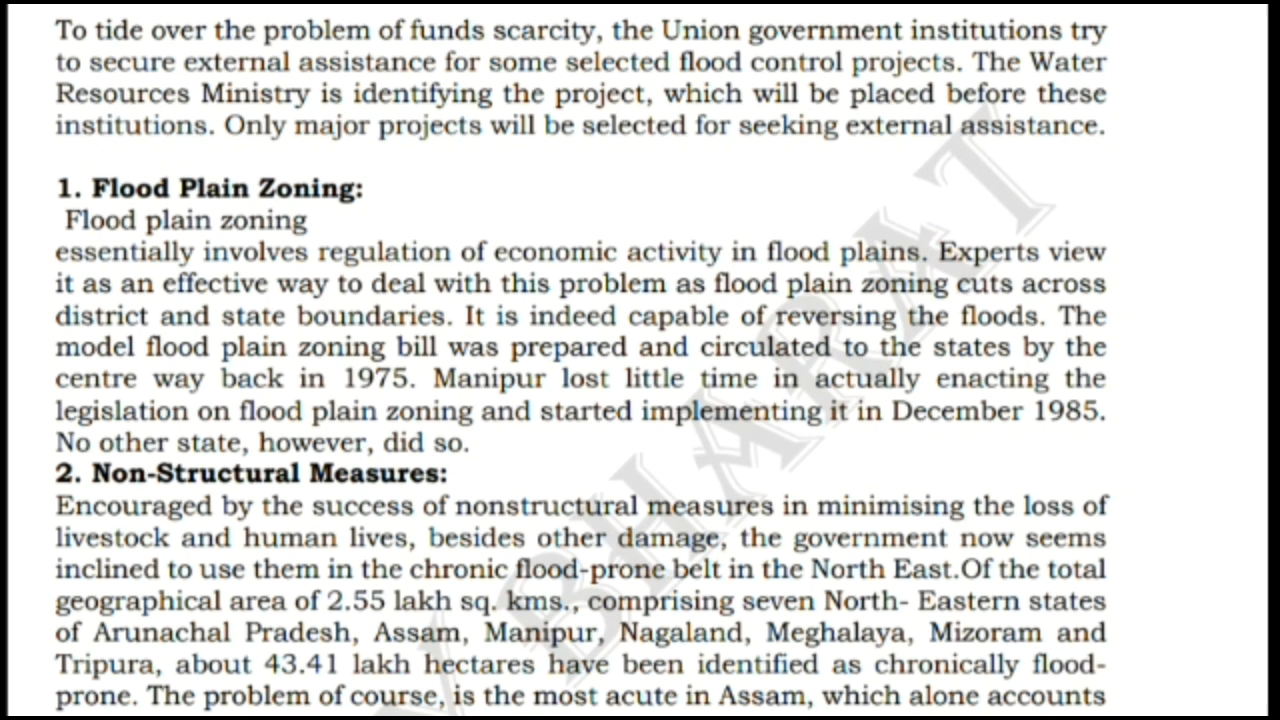 To tide over the problem of funds scarcity, the Union government institutions try
to secure external assistance for some selected flood control projects. The Water
Resources Ministry is identifying the project, which will be placed before these
institutions. Only major projects will be selected for seeking external assistance.
1. Flood Plain Zoning:
Flood plain zoning
essentially involves regulation of economic activity in flood plains. Experts view
it as an effective way to deal with this problem as flood plain zoning cuts across
district and state boundaries. It is indeed capable of reversing the floods. The
model flood plain zoning bill was prepared and circulated to the states by the
centre way back in 1975. Manipur lost little time in actually enacting the
legislation on flood plain zoning and started implementing it in December 1985.
No other state, however, did so.
2. Non-Structural Measures:
Encouraged by the success of nonstructural measures in minimising the loss of
livestock and human lives, besides other damage, the government now seems
inclined to use them in the chronic flood-prone belt in the North East.Of the total
geographical area of 2.55 lakh sq. kms., comprising seven North- Eastern states
of Arunachal Pradesh, Assam, Manipur, Nagaland, Meghalaya, Mizoram and
Tripura, about 43.41 lakh hectares have been identified as chronically flood-
prone. The problem of course, is the most acute in Assam, which alone accounts
Y BHARAT